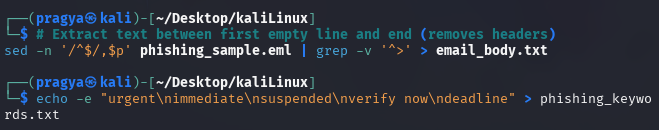 ┌──(pragya㉿kali)-[~/Desktop/kaliLinux]
└─$ # Extract text between first empty line and end (removes headers)
sed -n '/^$/,$p' phishing_sample.eml | grep -v '^>' > email_body.txt
┌──(pragya㉿kali)-[~/Desktop/kaliLinux]
└─$ echo -e "urgent\nimmediate\nsuspended\nverify now\ndeadline" > phishing_keywo
rds.txt